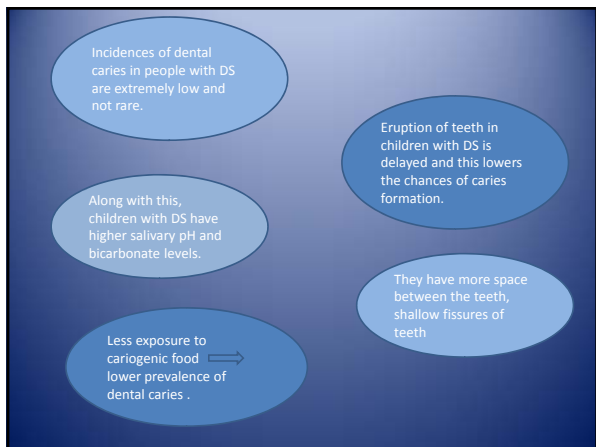 Incidences of dental
caries in people with DS
are extremely low and
not rare.
Eruption of teeth in
children with DS is
delayed and this lowers
the chances of caries
formation.
Along with this,
children with DS have
higher salivary pH and
bicarbonate levels.
They have more space
between the teeth,
shallow fissures of
teeth
Less exposure to
cariogenic food
lower prevalence of
dental caries .